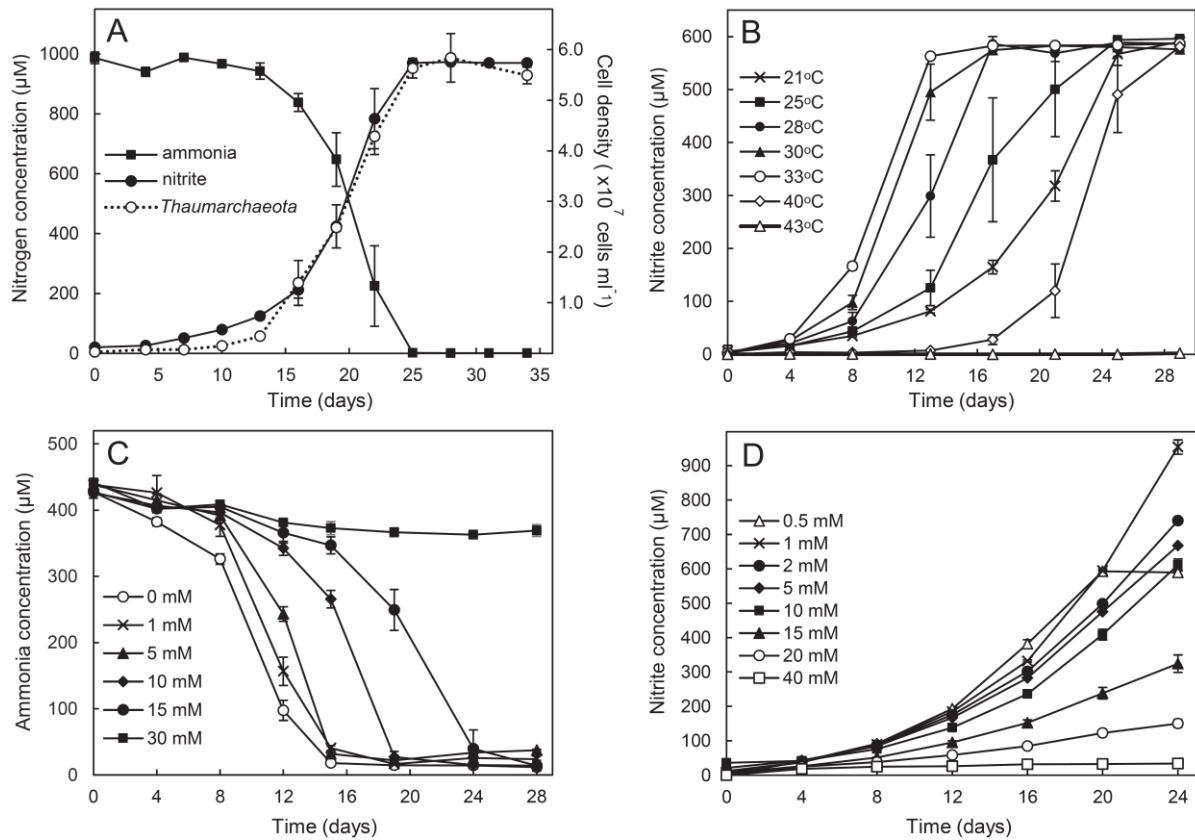 A
Nitrogen concentration (µM)
1000
800
600
400
200
0
ammonia
nitrite
Thaumarchaeota
6.0
5.0
4.0
3.0
2.0
1.0
Cell density ( x10⁷ cells ml⁻¹)
0 5 10 15 20 25 30 35
Time (days)
B
Nitrite concentration (µM)
600
500
400
300
200
100
0
21°C
25°C
28°C
30°C
33°C
40°C
43°C
0 4 8 12 16 20 24 28
Time (days)
C
Ammonia concentration (µM)
500
400
300
200
100
0
0 mM
1 mM
5 mM
10 mM
15 mM
30 mM
0 4 8 12 16 20 24 28
Time (days)
D
Nitrite concentration (µM)
900
800
700
600
500
400
300
200
100
0
0.5 mM
1 mM
2 mM
5 mM
10 mM
15 mM
20 mM
40 mM
0 4 8 12 16 20 24
Time (days)